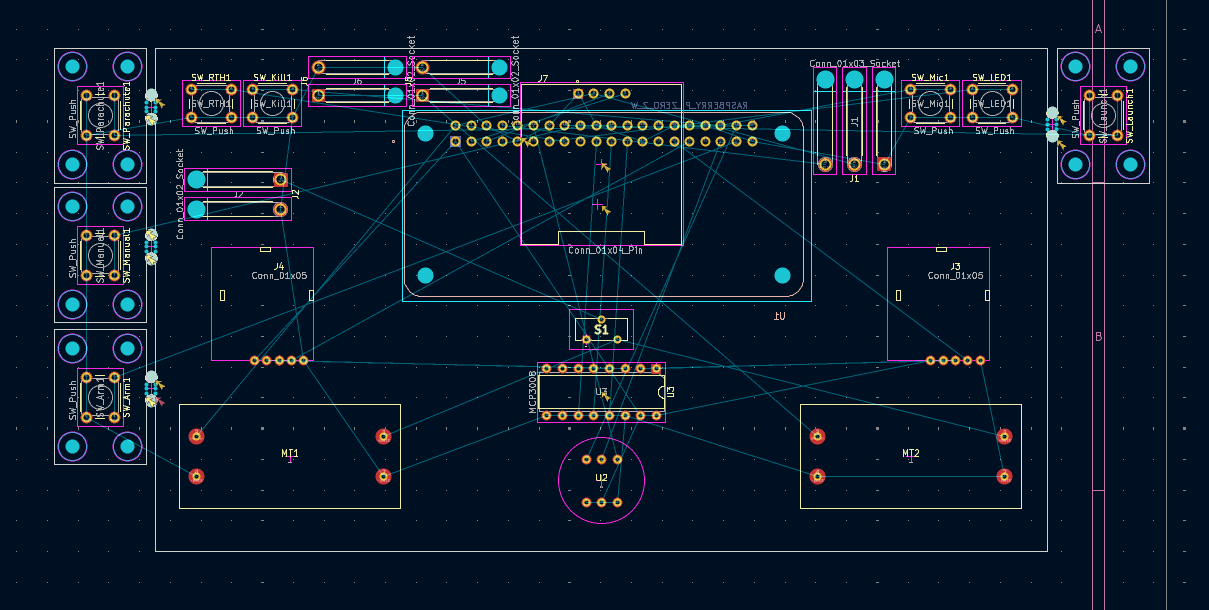 A
Conn_01x02_Socket
Conn_01x02_Socket
Conn_01x03_Socket
SW_RTH1
SW_Kill1
J6
J5
J7
SW_Mic1
SW_LED1
SW_Push
SW_Parachute1
SW_Parachute1
SW_RTH1
SW_Kill1
RASPBERRY_PI_ZERO_2_W
SW_Mic1
SW_LED1
SW_Push
SW_Launch1
SW_Launch1
SW_Push
SW_Push
J1
SW_Push
SW_Push
J1
Conn_01x02_Socket
J2
J2
SW_Push
SW_Manual1
SW_Manual1
Conn_01x04_Pin
J4
Conn_01x05
J3
Conn_01x05
U1
S1
B
SW_Push
SW_Arm1
SW_Arm1
MCP3008
U3
U3
MT1
MT2
U2